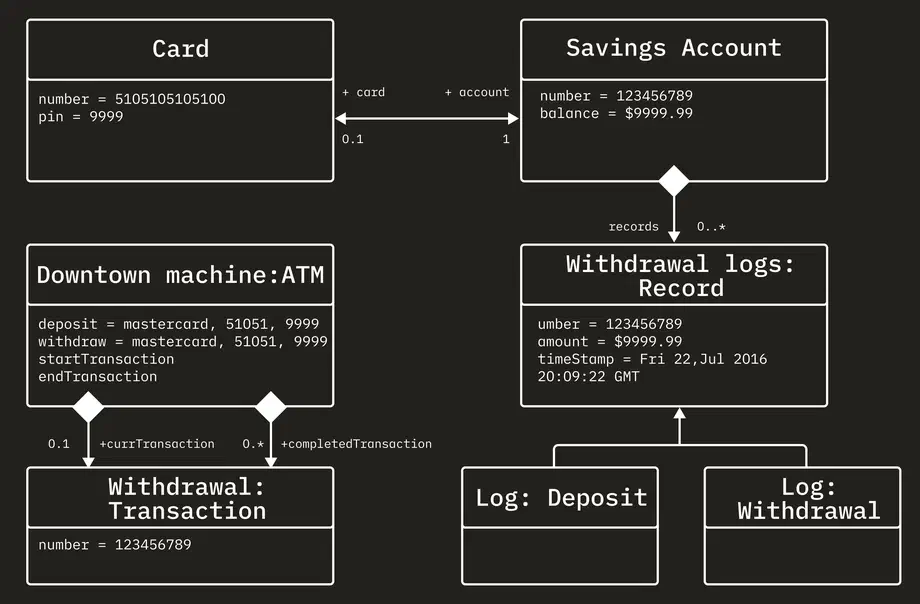 Card
number = 5105105105100
pin = 9999
+ card
+ account
0.1
1
Savings Account
number = 123456789
balance = $9999.99
records
0..*
Downtown machine:ATM
deposit = mastercard, 51051, 9999
withdraw = mastercard, 51051, 9999
startTransaction
endTransaction
Withdrawal logs:
Record
umber = 123456789
amount = $9999.99
timeStamp = Fri 22,Jul 2016
20:09:22 GMT
0.1
+currTransaction
0.*
+completedTransaction
Withdrawal:
Transaction
number = 123456789
Log: Deposit
Log:
Withdrawal